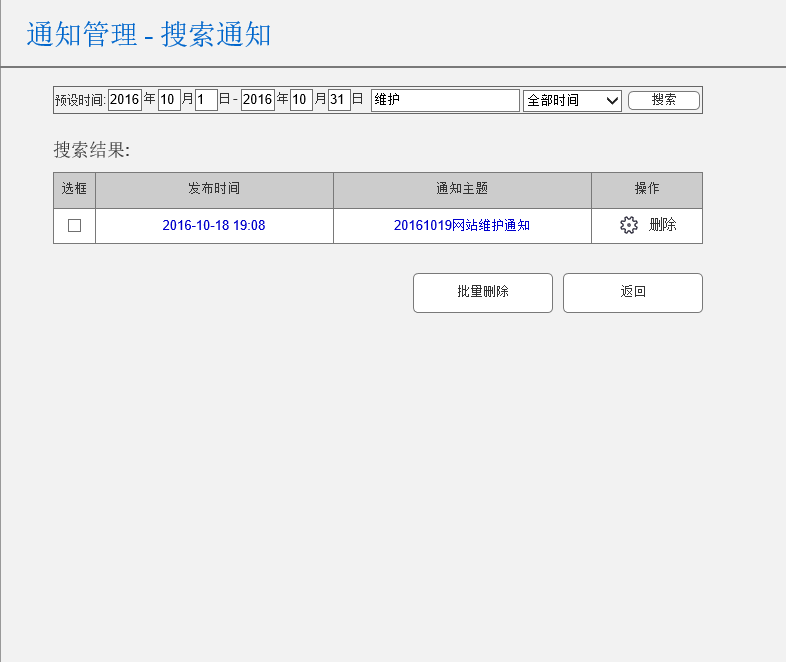 通知管理 - 搜索通知
预设时间: 2016 年 10 月 1 日 - 2016 年 10 月 31 日 维护 全部时间 搜索
搜索结果:
选框 发布时间 通知主题 操作
2016-10-18 19:08 20161019网站维护通知 删除
批量删除 返回